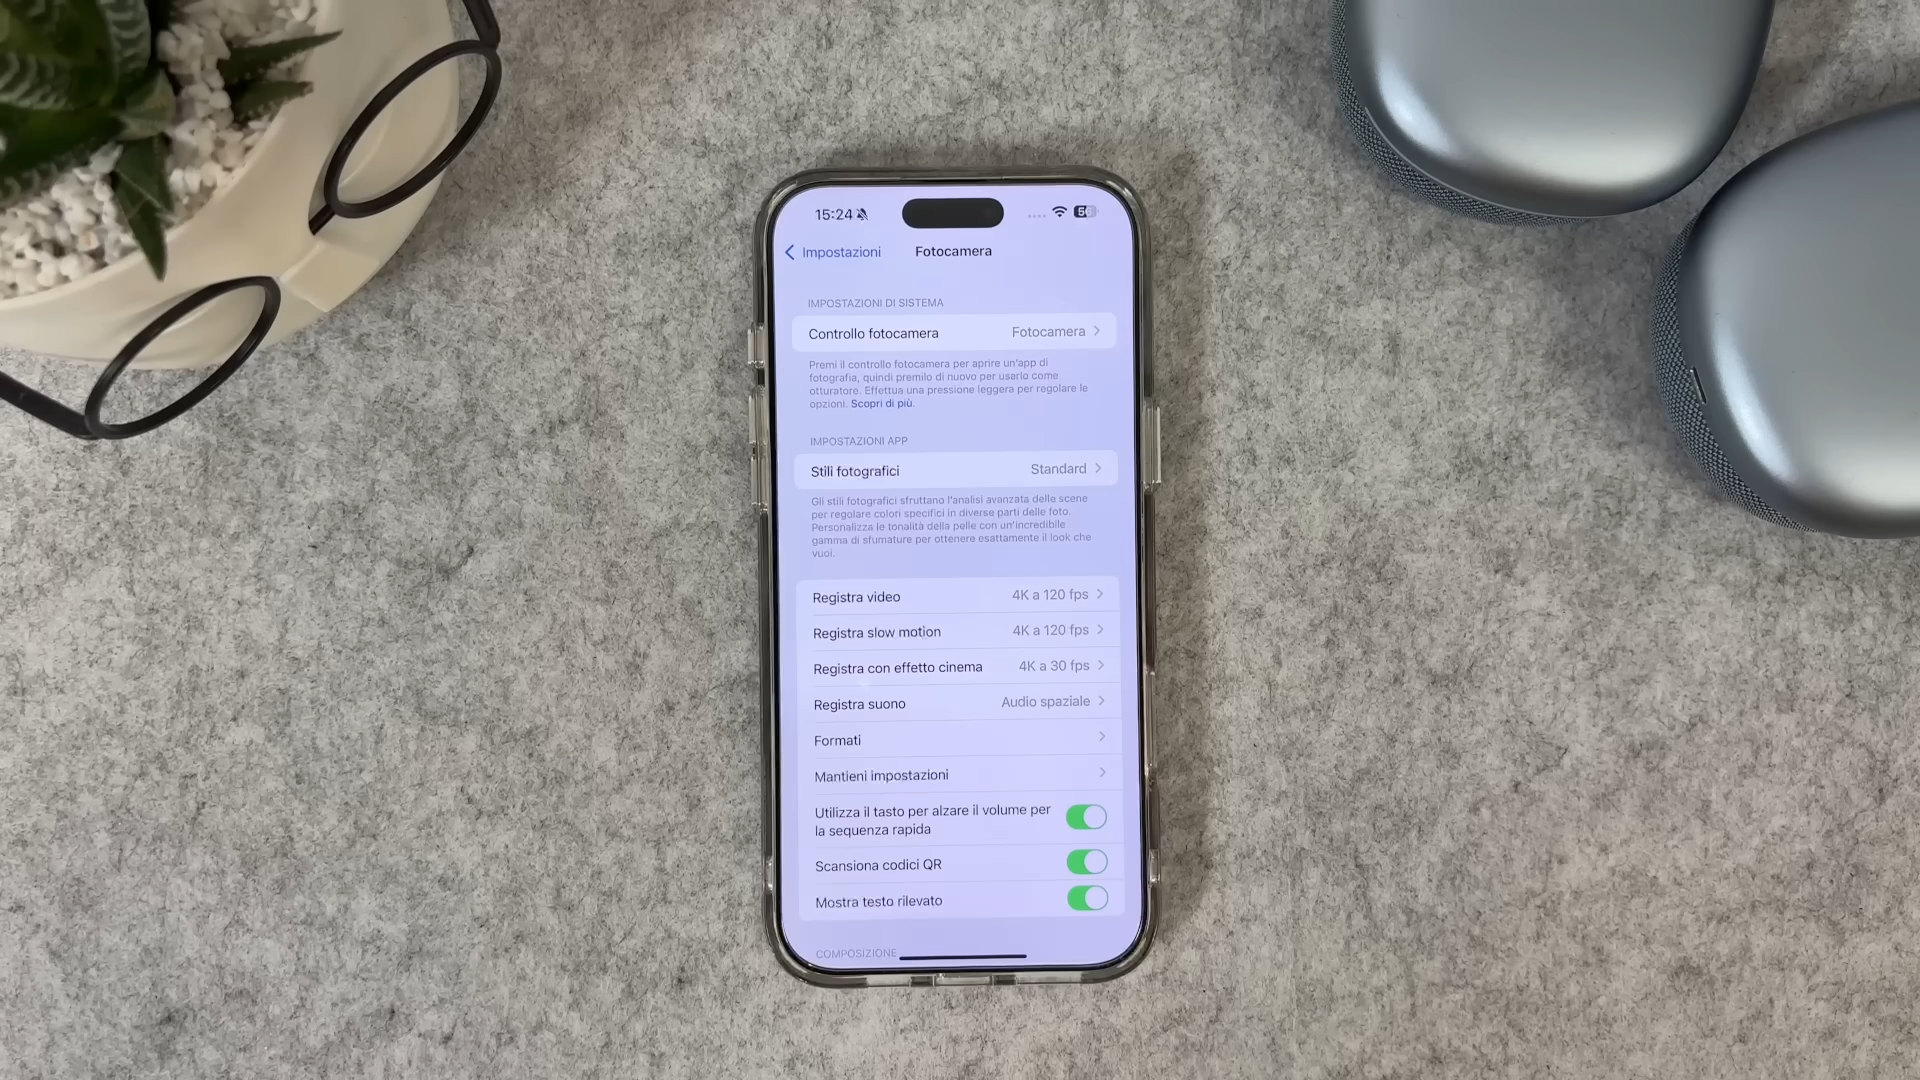 15:24
Impostazioni
Fotocamera
IMPOSTAZIONI DI SISTEMA
Controllo fotocamera Fotocamera
Premi il controllo fotocamera per aprire un'app di
fotografia, quindi premilo di nuovo per usarlo come
otturatore. Effettua una pressione leggera per regolare le
opzioni. Scopri di più.
IMPOSTAZIONI APP
Stili fotografici Standard
Gli stili fotografici sfruttano l'analisi avanzata delle scene
per regolare colori specifici in diverse parti delle foto.
Personalizza le tonalità della pelle con un'incredibile
gamma di sfumature per ottenere esattamente il look che
vuoi.
Registra video 4K a 120 fps
Registra slow motion 4K a 120 fps
Registra con effetto cinema 4K a 30 fps
Registra suono Audio spaziale
Formati
Mantieni impostazioni
Utilizza il tasto per alzare il volume per
la sequenza rapida
Scansiona codici QR
Mostra testo rilevato
COMPOSIZIONE